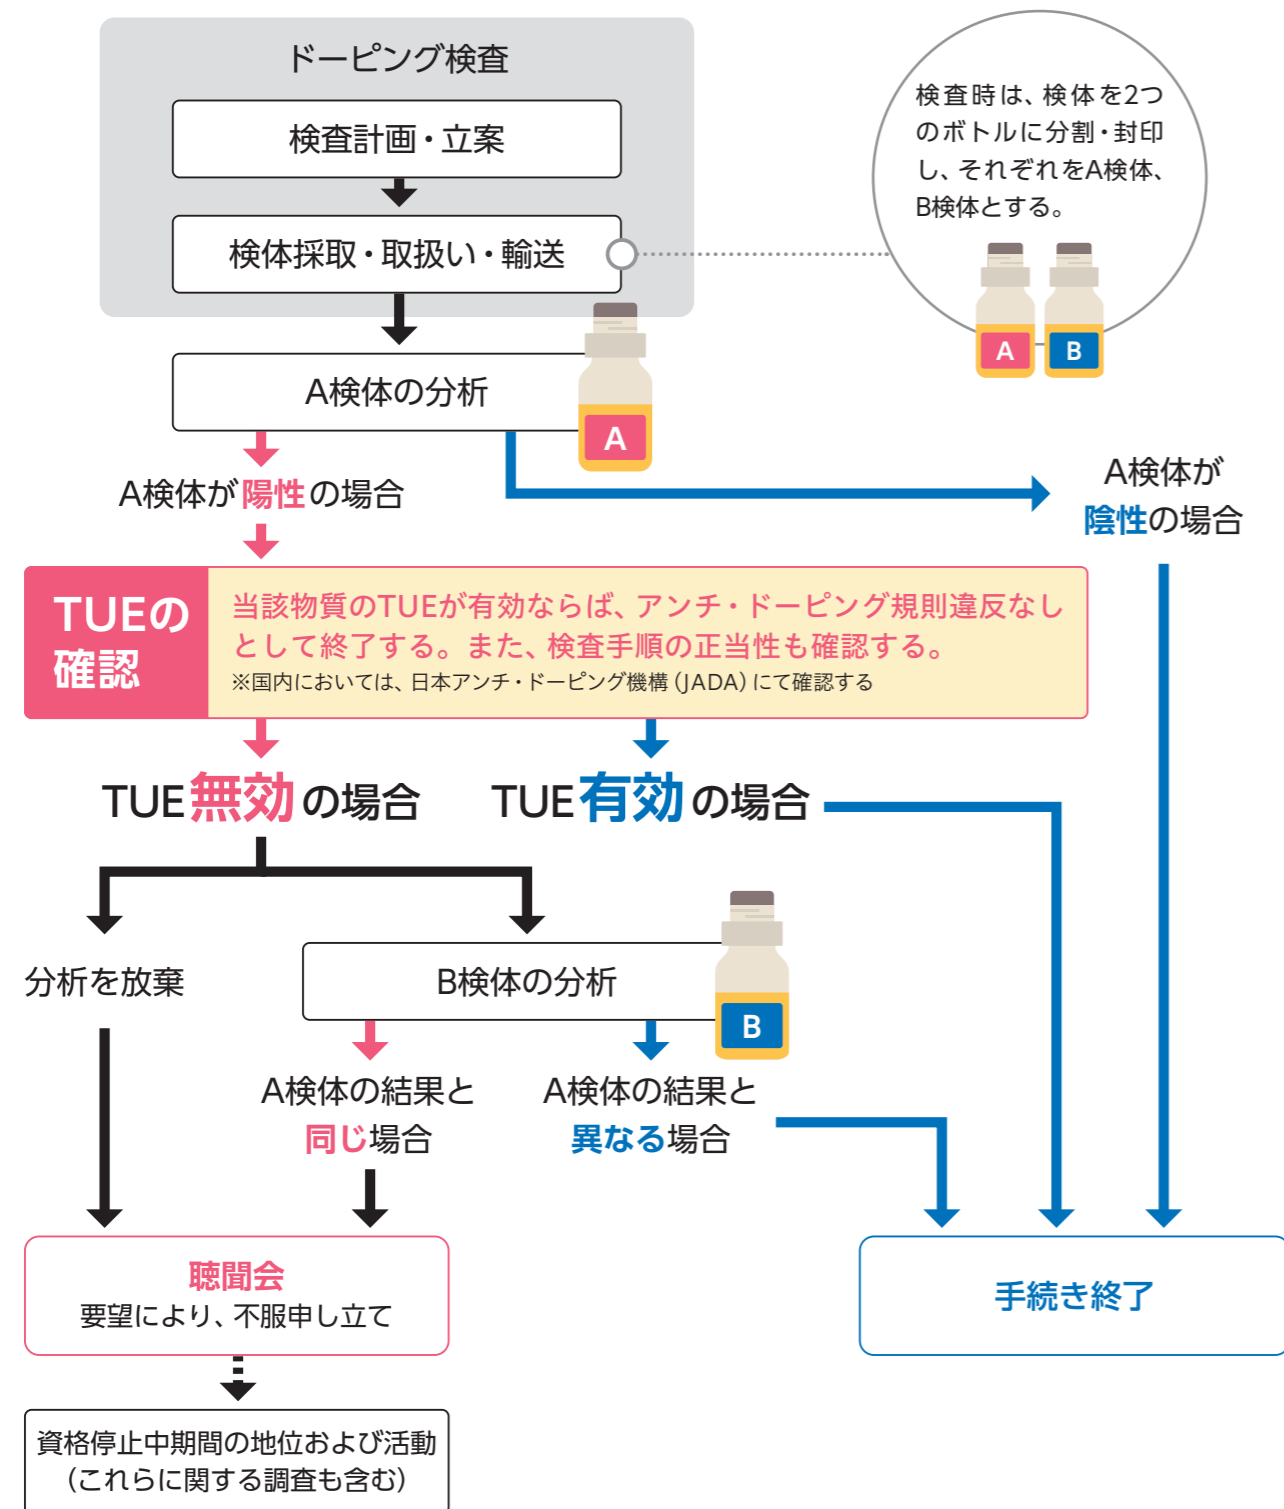 ドーピング検査
検査計画・立案
検体採取・取扱い・輸送
検査時は、検体を2つ
のボトルに分割・封印
し、それぞれをA検体、
B検体とする。
A
B
A検体の分析
A
A検体が陽性の場合
A検体が
陰性の場合
TUEの
確認
当該物質のTUEが有効ならば、アンチ・ドーピング規則違反なし
として終了する。また、検査手順の正当性も確認する。
※国内においては、日本アンチ・ドーピング機構(JADA)にて確認する
TUE無効の場合
TUE有効の場合
分析を放棄
B検体の分析
B
A検体の結果と
同じ場合
A検体の結果と
異なる場合
聴聞会
要望により、不服申し立て
手続き終了
資格停止中期間の地位および活動
(これらに関する調査も含む)